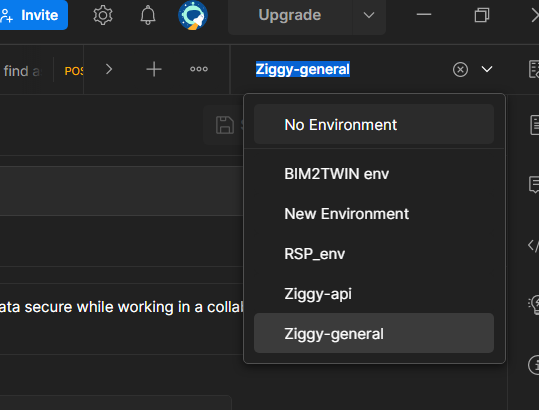 Invite
Upgrade
find a
POS
Ziggy-general
No Environment
BIM2TWIN env
New Environment
RSP_env
Ziggy-api
Ziggy-general
ata secure while working in a colla